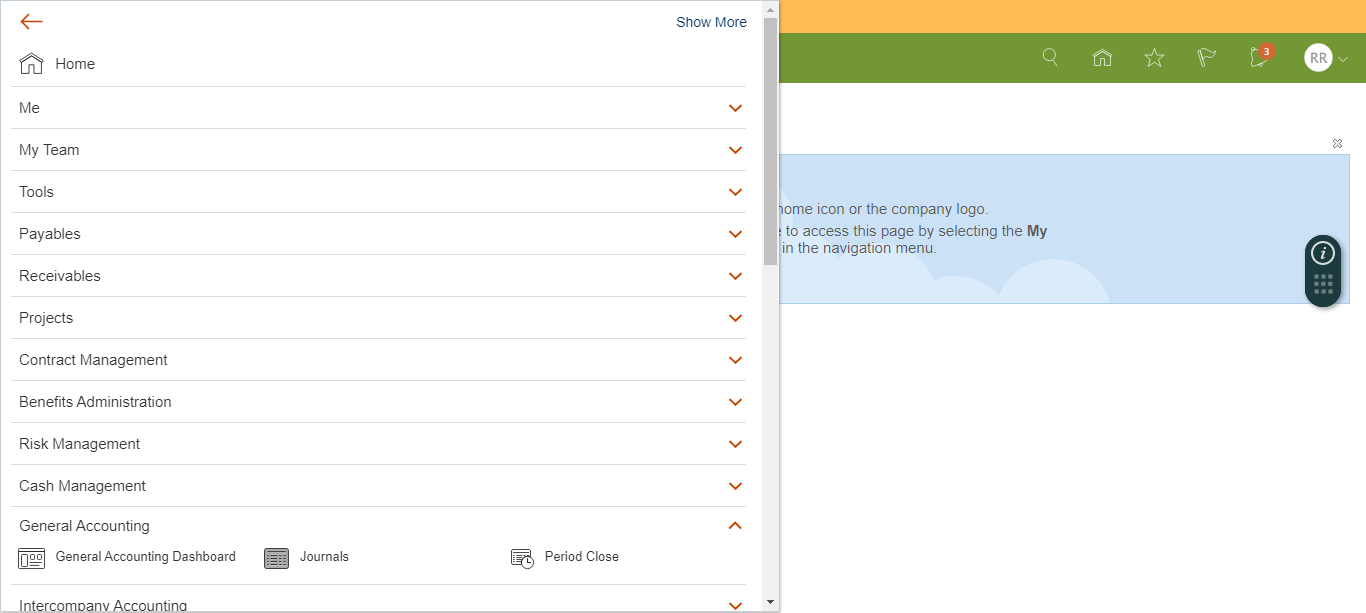 Show More
Home
Me
My Team
Tools
Payables
Receivables
Projects
Contract Management
Benefits Administration
Risk Management
Cash Management
General Accounting
General Accounting Dashboard Journals Period Close
Intercompany Accounting
3
RR
home icon or the company logo.
to access this page by selecting the My
in the navigation menu.
i